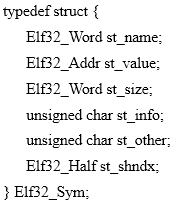 typedef struct {
Elf32_Word st_name;
Elf32_Addr st_value;
Elf32_Word st_size;
unsigned char st_info;
unsigned char st_other;
Elf32_Half st_shndx;
} Elf32_Sym;